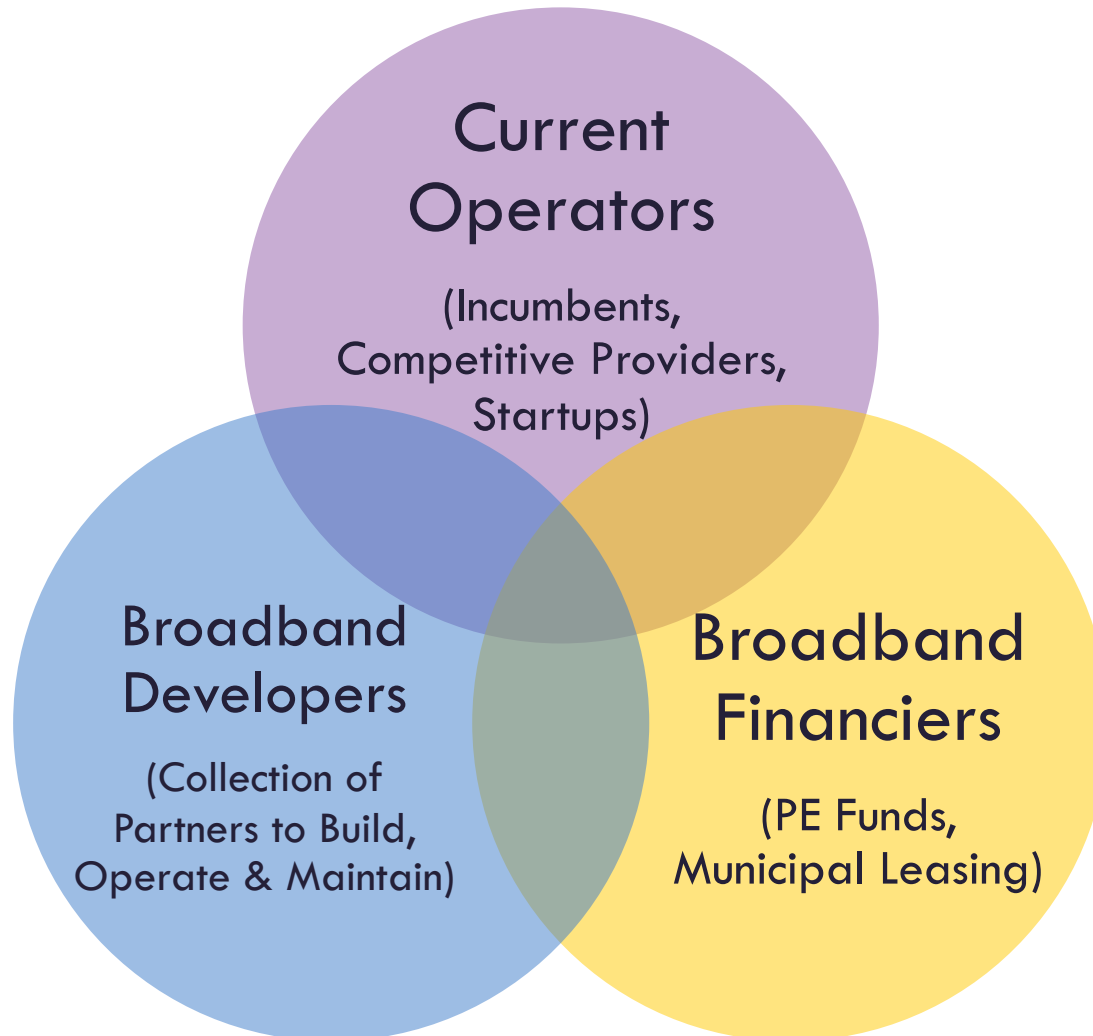 Current
Operators
(Incumbents,
Competitive Providers,
Startups)
Broadband
Developers
(Collection of
Partners to Build,
Operate & Maintain)
Broadband
Financiers
(PE Funds,
Municipal Leasing)